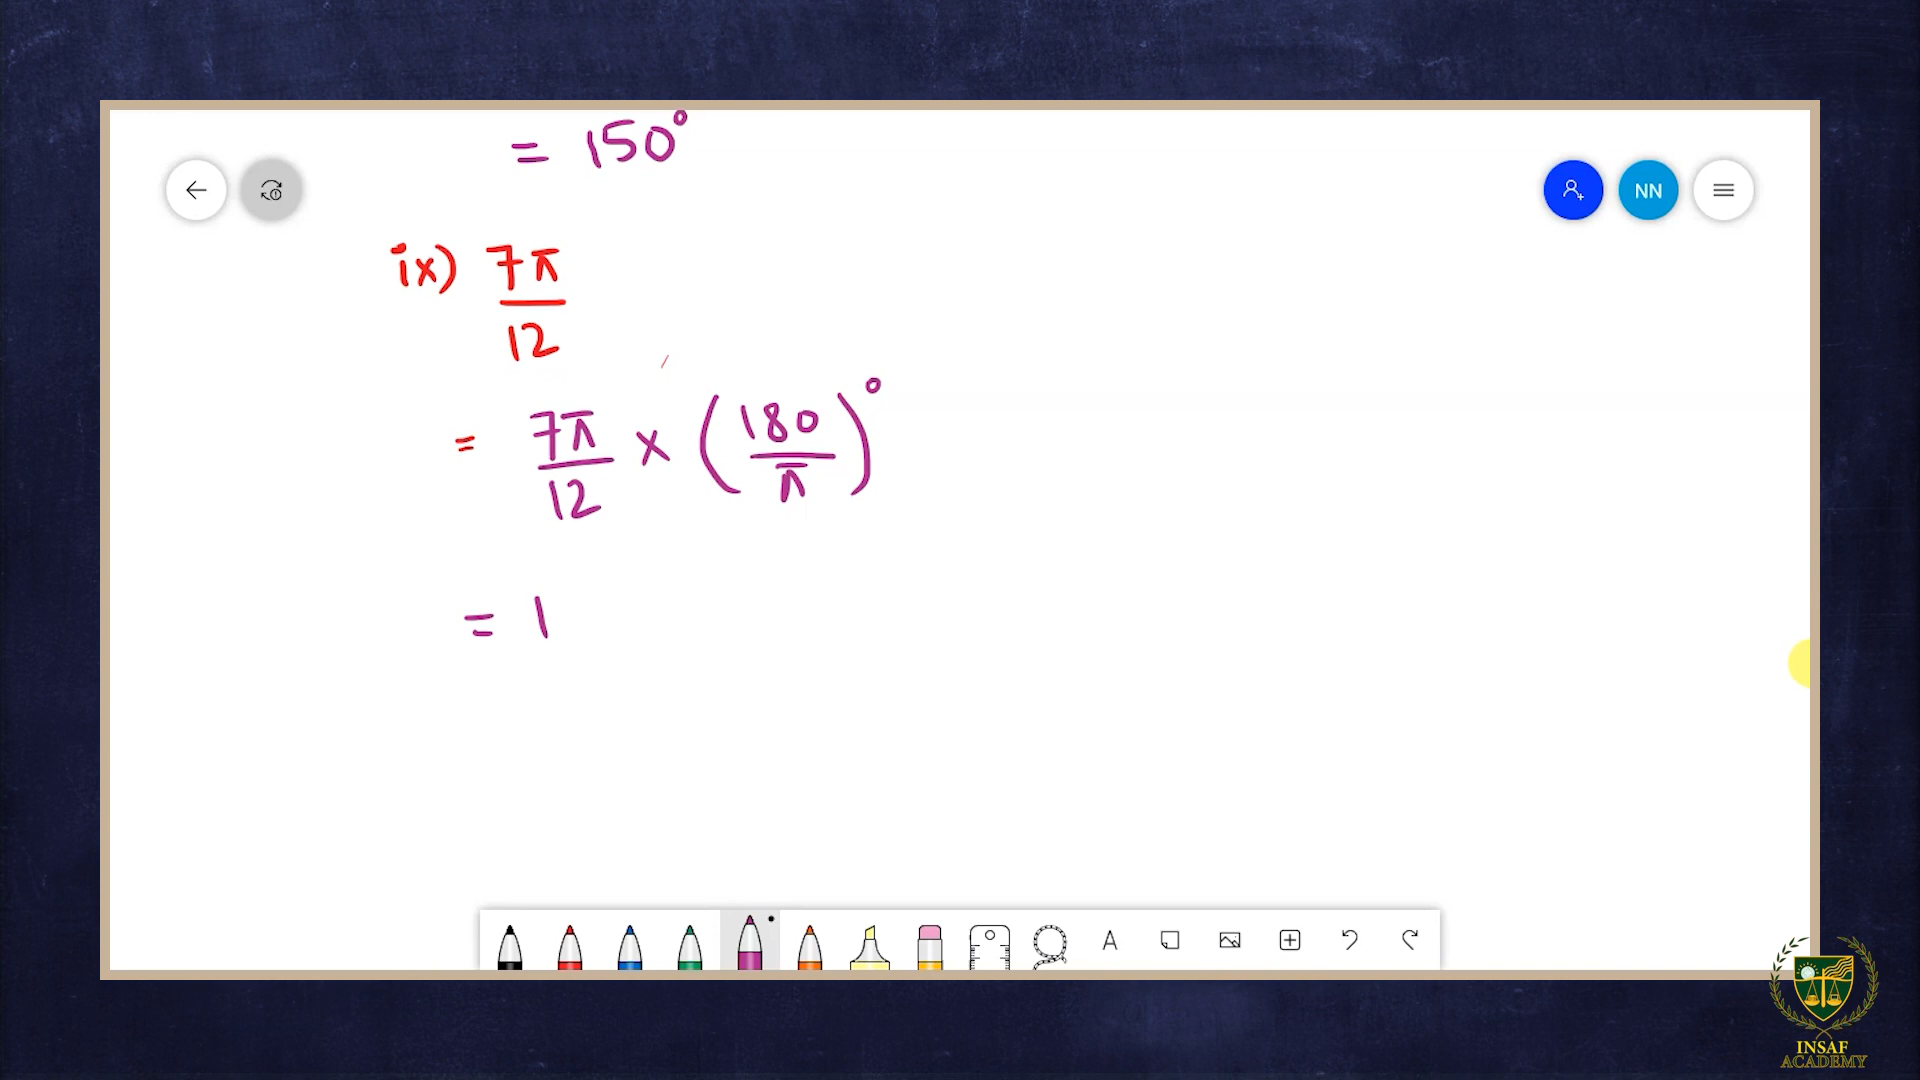 = 150°
NN
ix) 7π/12
= 7π/12 × (180/π)°
= 1
A
INSAF
ACADEMY